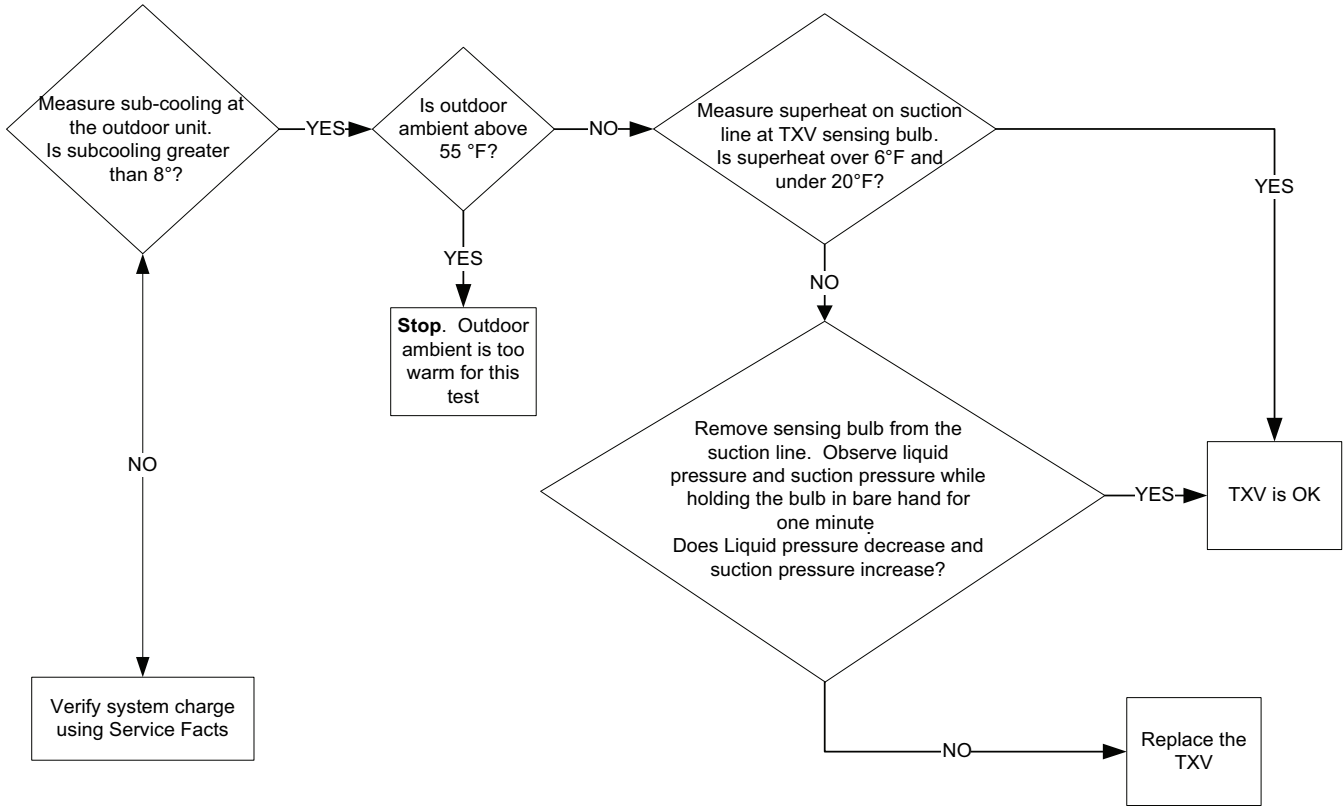 Measure sub-cooling at
the outdoor unit.
Is subcooling greater
than 8°?
YES
Is outdoor
ambient above
55 °F?
NO
Measure superheat on suction
line at TXV sensing bulb.
Is superheat over 6°F and
under 20°F?
YES
YES
NO
Stop. Outdoor
ambient is too
warm for this
test
NO
Remove sensing bulb from the
suction line. Observe liquid
pressure and suction pressure while
holding the bulb in bare hand for
one minute.
Does Liquid pressure decrease and
suction pressure increase?
YES
TXV is OK
Verify system charge
using Service Facts
NO
Replace the
TXV